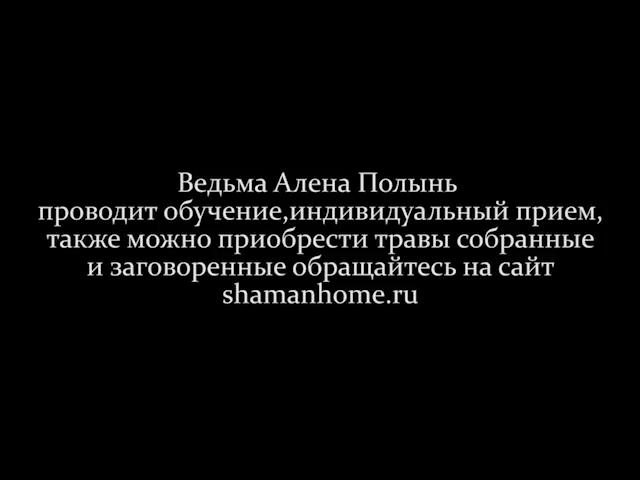 Ведьма Алена Полынь
проводит обучение,индивидуальный прием,
также можно приобрести травы собранные
и заговоренные обращайтесь на сайт
shamanhome.ru